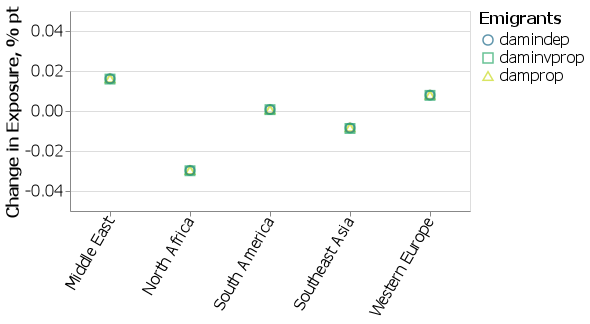 Change in Exposure, % pt
0.04
0.02
0.00
-0.02
-0.04
Middle East
North Africa
South America
Southeast Asia
Western Europe
Emigrants
damindep
daminvprop
damprop